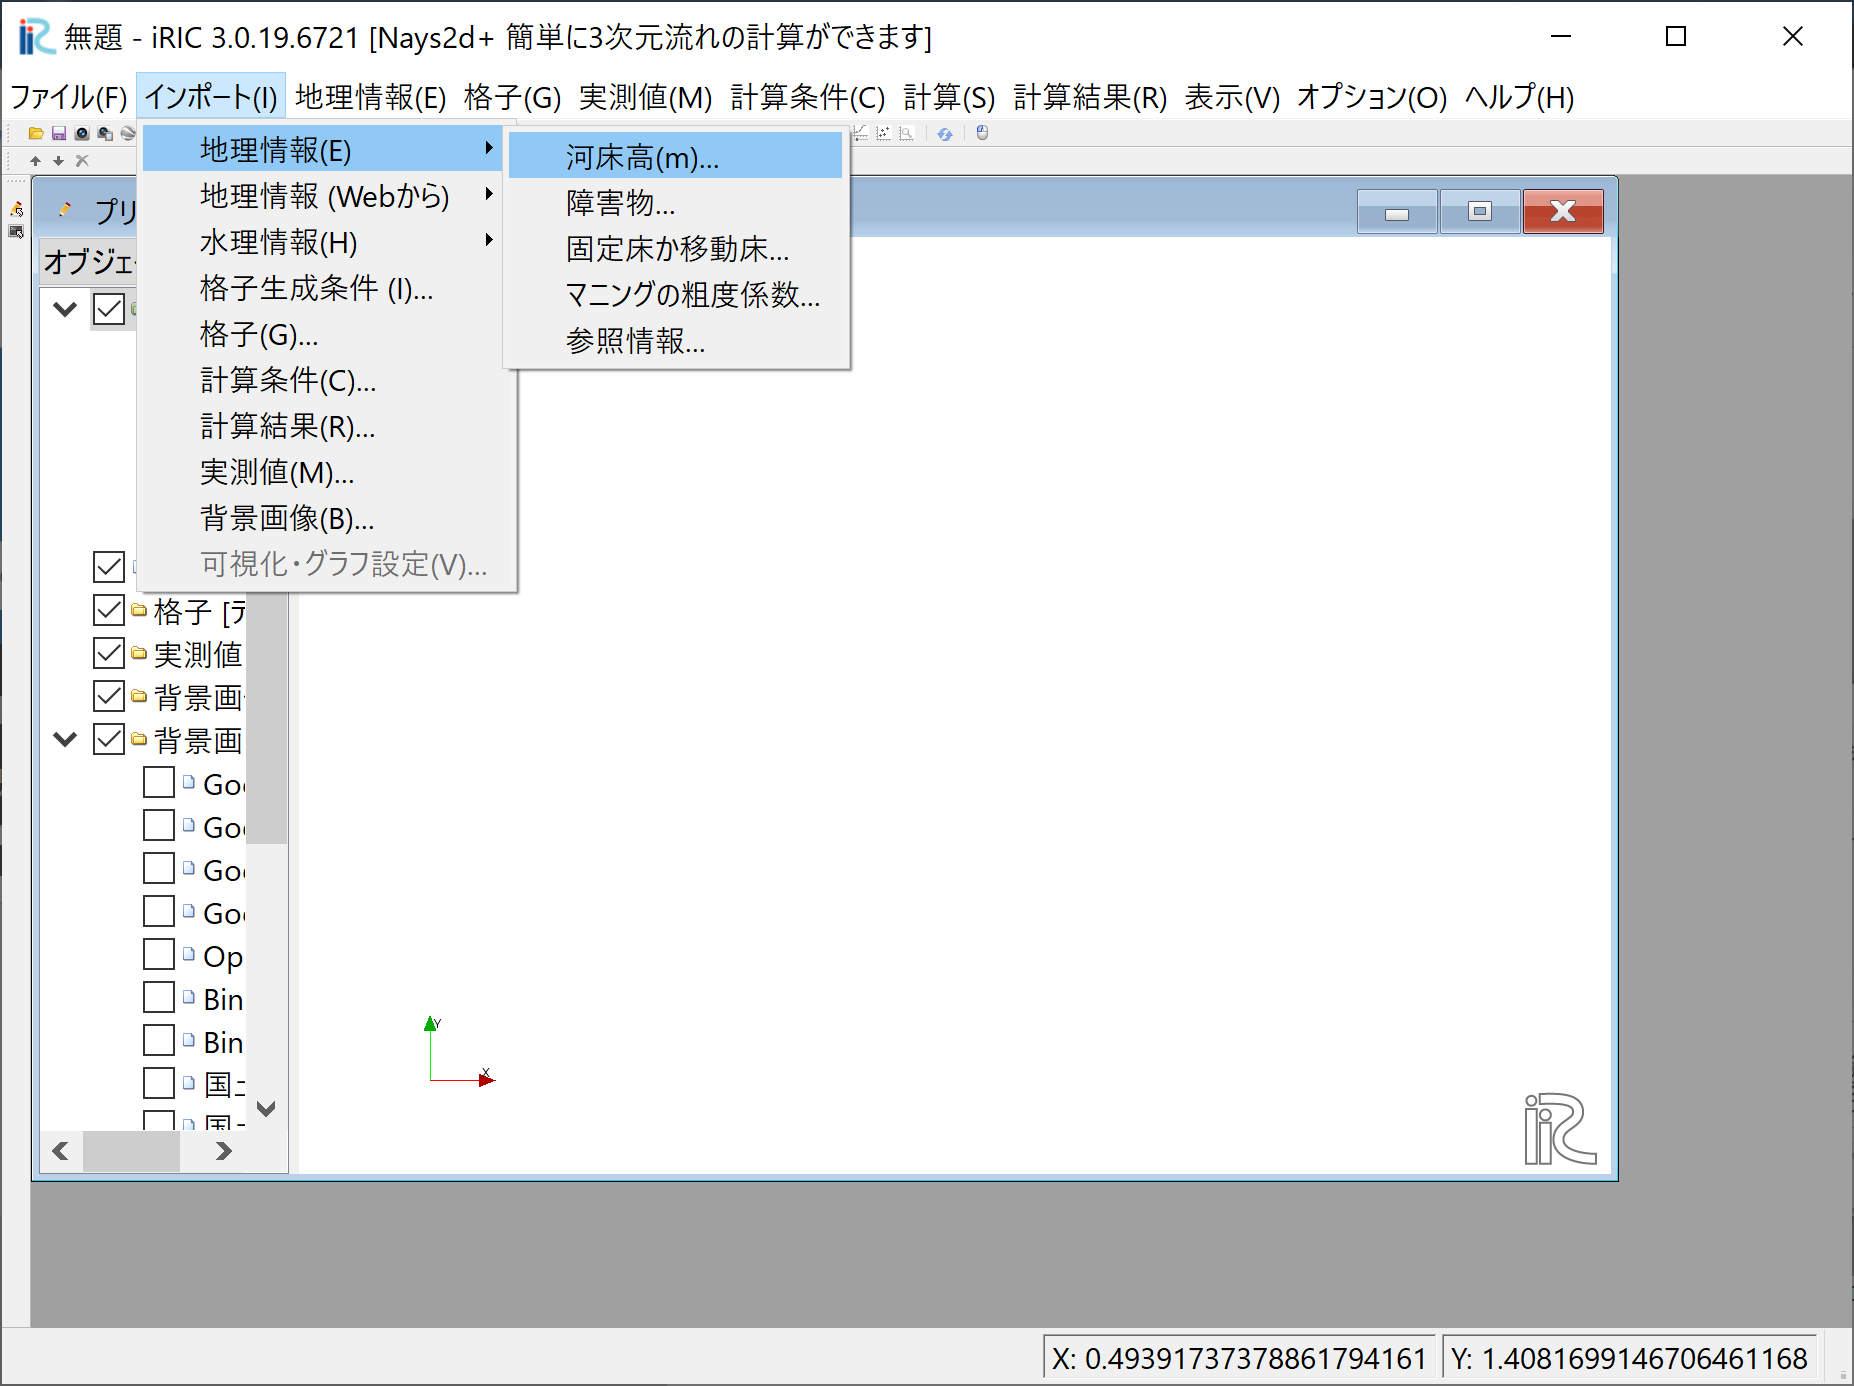 無題 - iRIC 3.0.19.6721 [Nays2d+ 簡単に3次元流れの計算ができます]
ファイル(F) インポート(I) 地理情報(E) 格子(G) 実測値(M) 計算条件(C) 計算(S) 計算結果(R) 表示(V) オプション(O) ヘルプ(H)
地理情報(E)
地理情報 (Webから)
水理情報(H)
格子生成条件 (I)...
格子(G)...
計算条件(C)...
計算結果(R)...
実測値(M)...
背景画像(B)...
可視化・グラフ設定(V)...
河床高(m)...
障害物...
固定床か移動床...
マニングの粗度係数...
参照情報...
プリ
オブジェ
格子 [デ
実測値
背景画
背景画
Goo
Goo
Goo
Goo
Op
Bin
Bin
国土
国土
Y
X
iRIC
X: 0.49391737378861794161
Y: 1.4081699146706461168